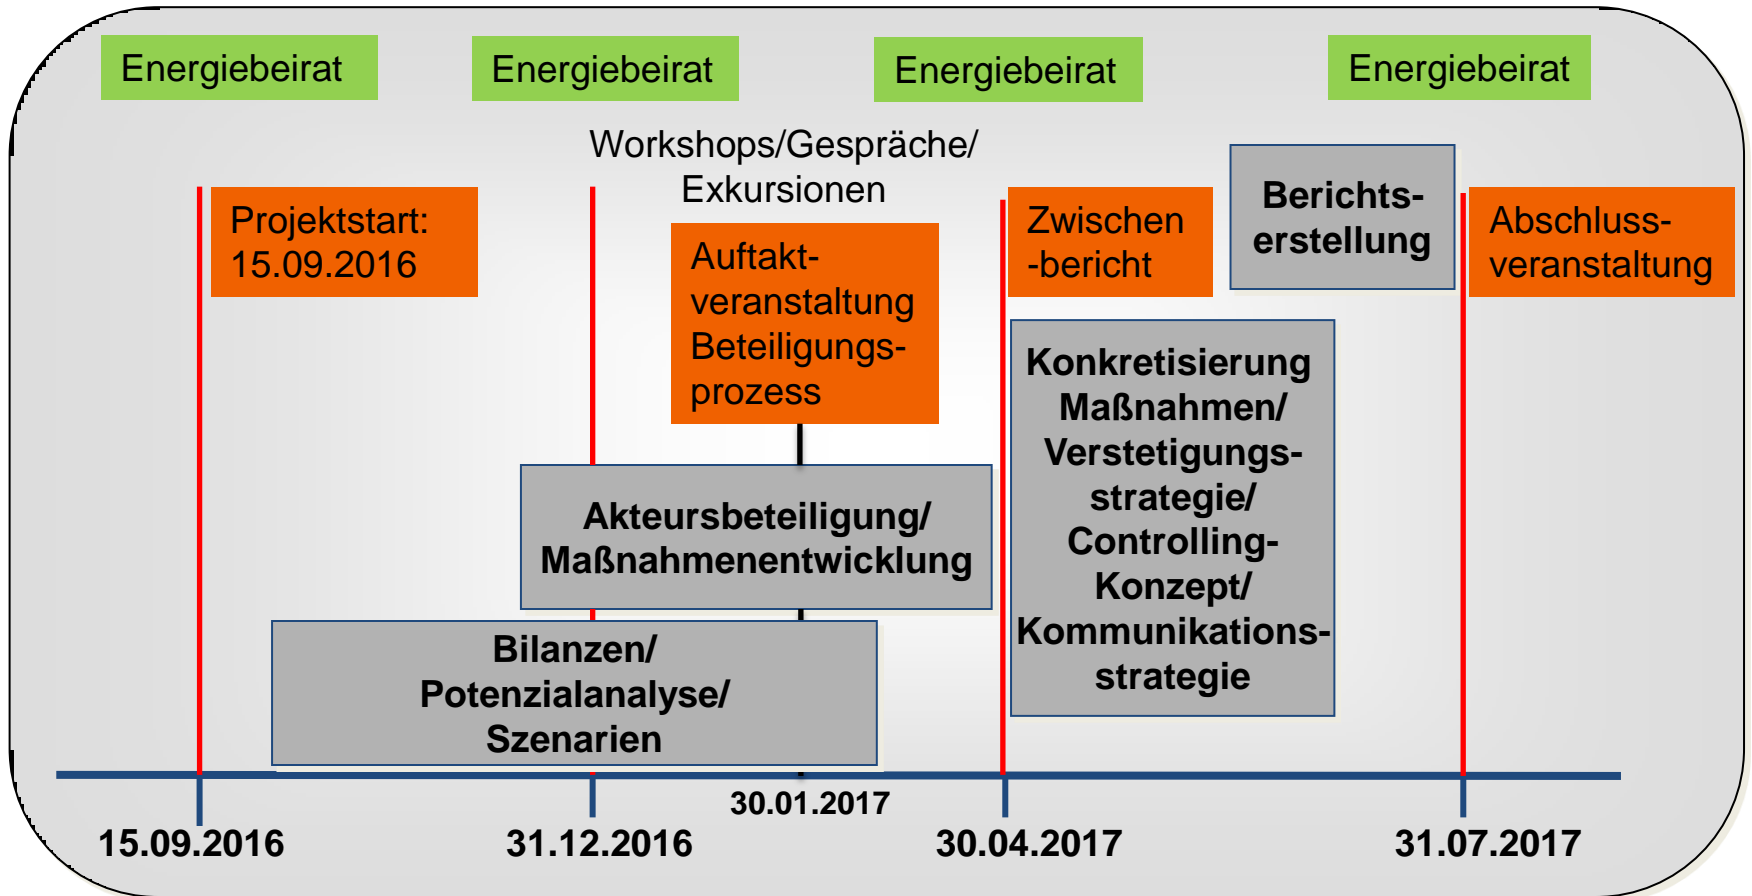 Energiebeirat
Energiebeirat
Energiebeirat
Energiebeirat
Workshops/Gespräche/
Exkursionen
Projektstart:
15.09.2016
Auftakt-
veranstaltung
Beteiligungs-
prozess
Zwischen
-bericht
Berichts-
erstellung
Abschluss-
veranstaltung
Akteursbeteiligung/
Maßnahmenentwicklung
Konkretisierung
Maßnahmen/
Verstetigungs-
strategie/
Controlling-
Konzept/
Kommunikations-
strategie
Bilanzen/
Potenzialanalyse/
Szenarien
30.01.2017
15.09.2016
31.12.2016
30.04.2017
31.07.2017